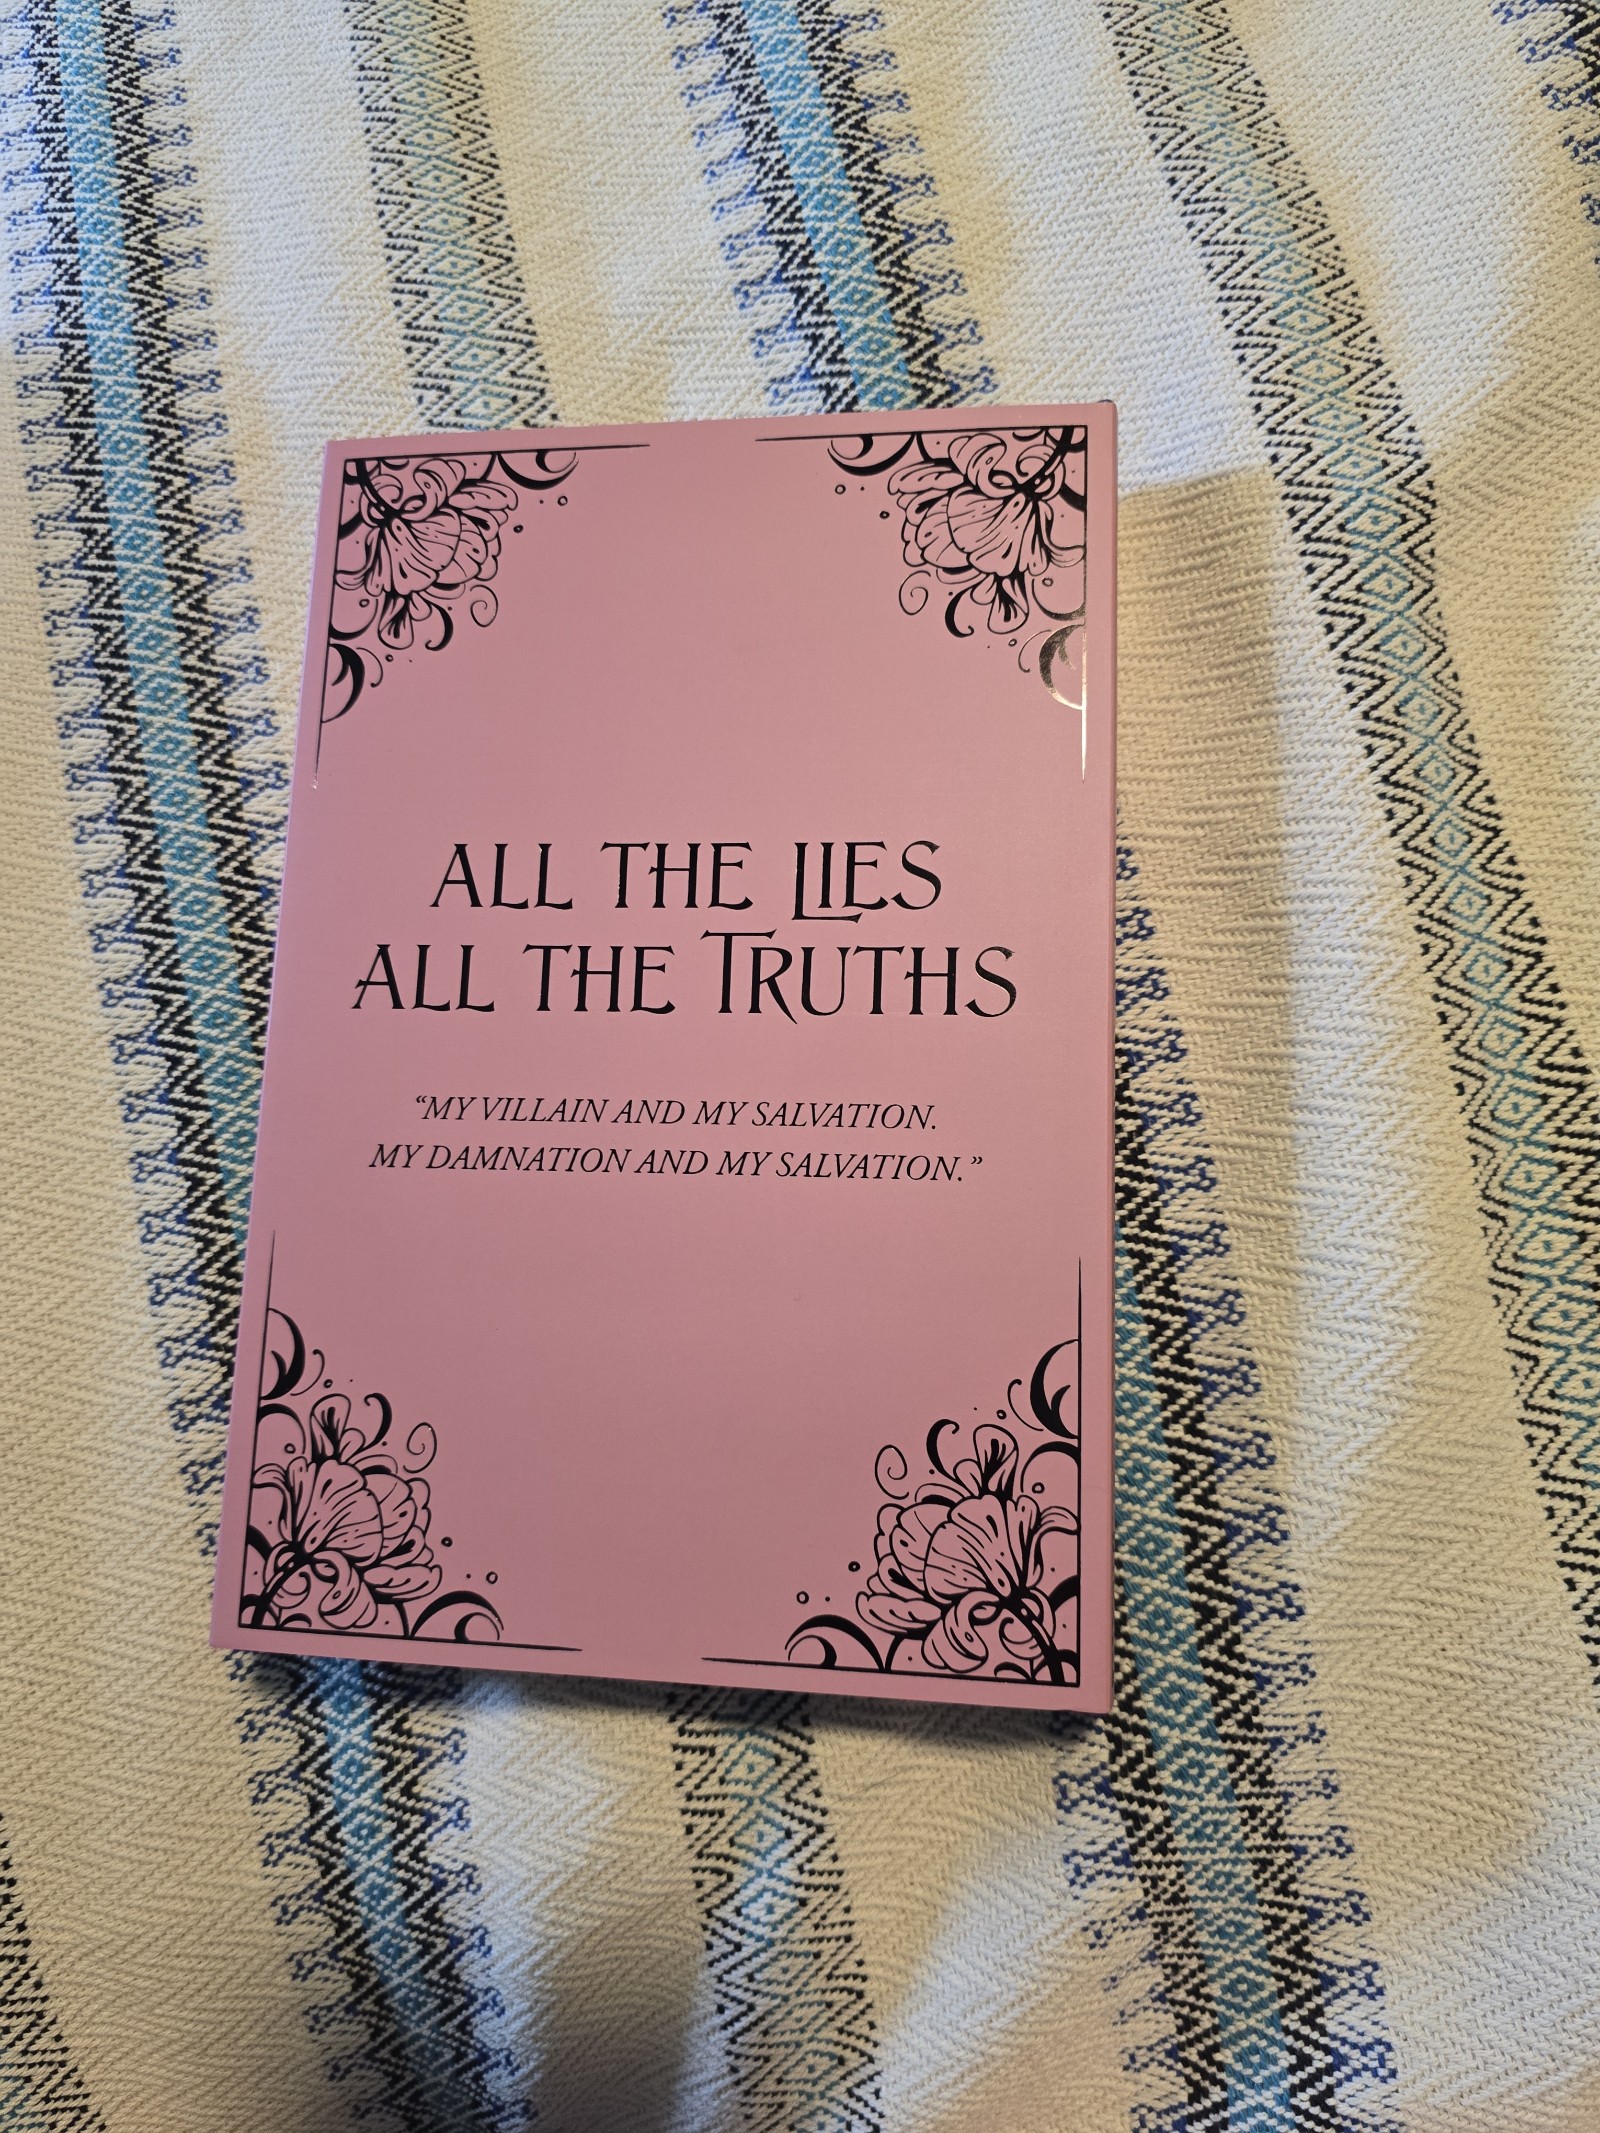 ALL THE LIES
ALL THE TRUTHS
“MY VILLAIN AND MY SALVATION.
MY DAMNATION AND MY SALVATION.”